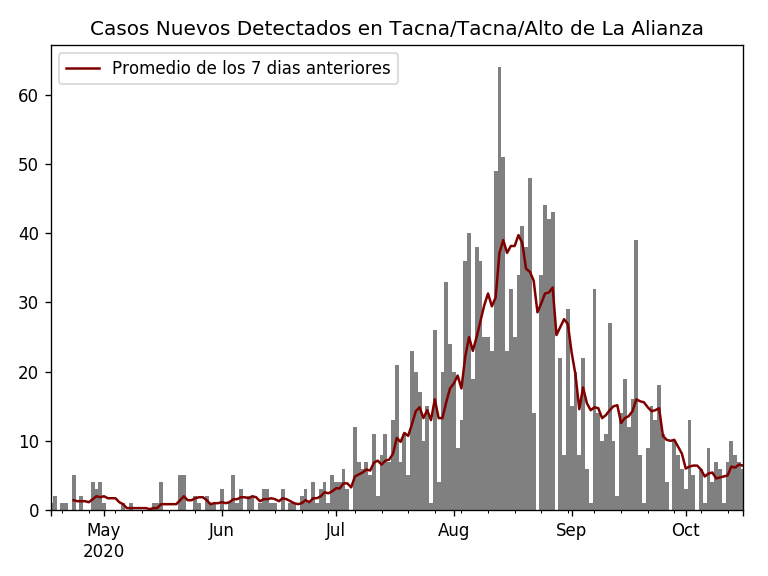 Casos Nuevos Detectados en Tacna/Tacna/Alto de La Alianza
Promedio de los 7 dias anteriores
60
50
40
30
20
10
0
May Jun Jul Aug Sep Oct
2020